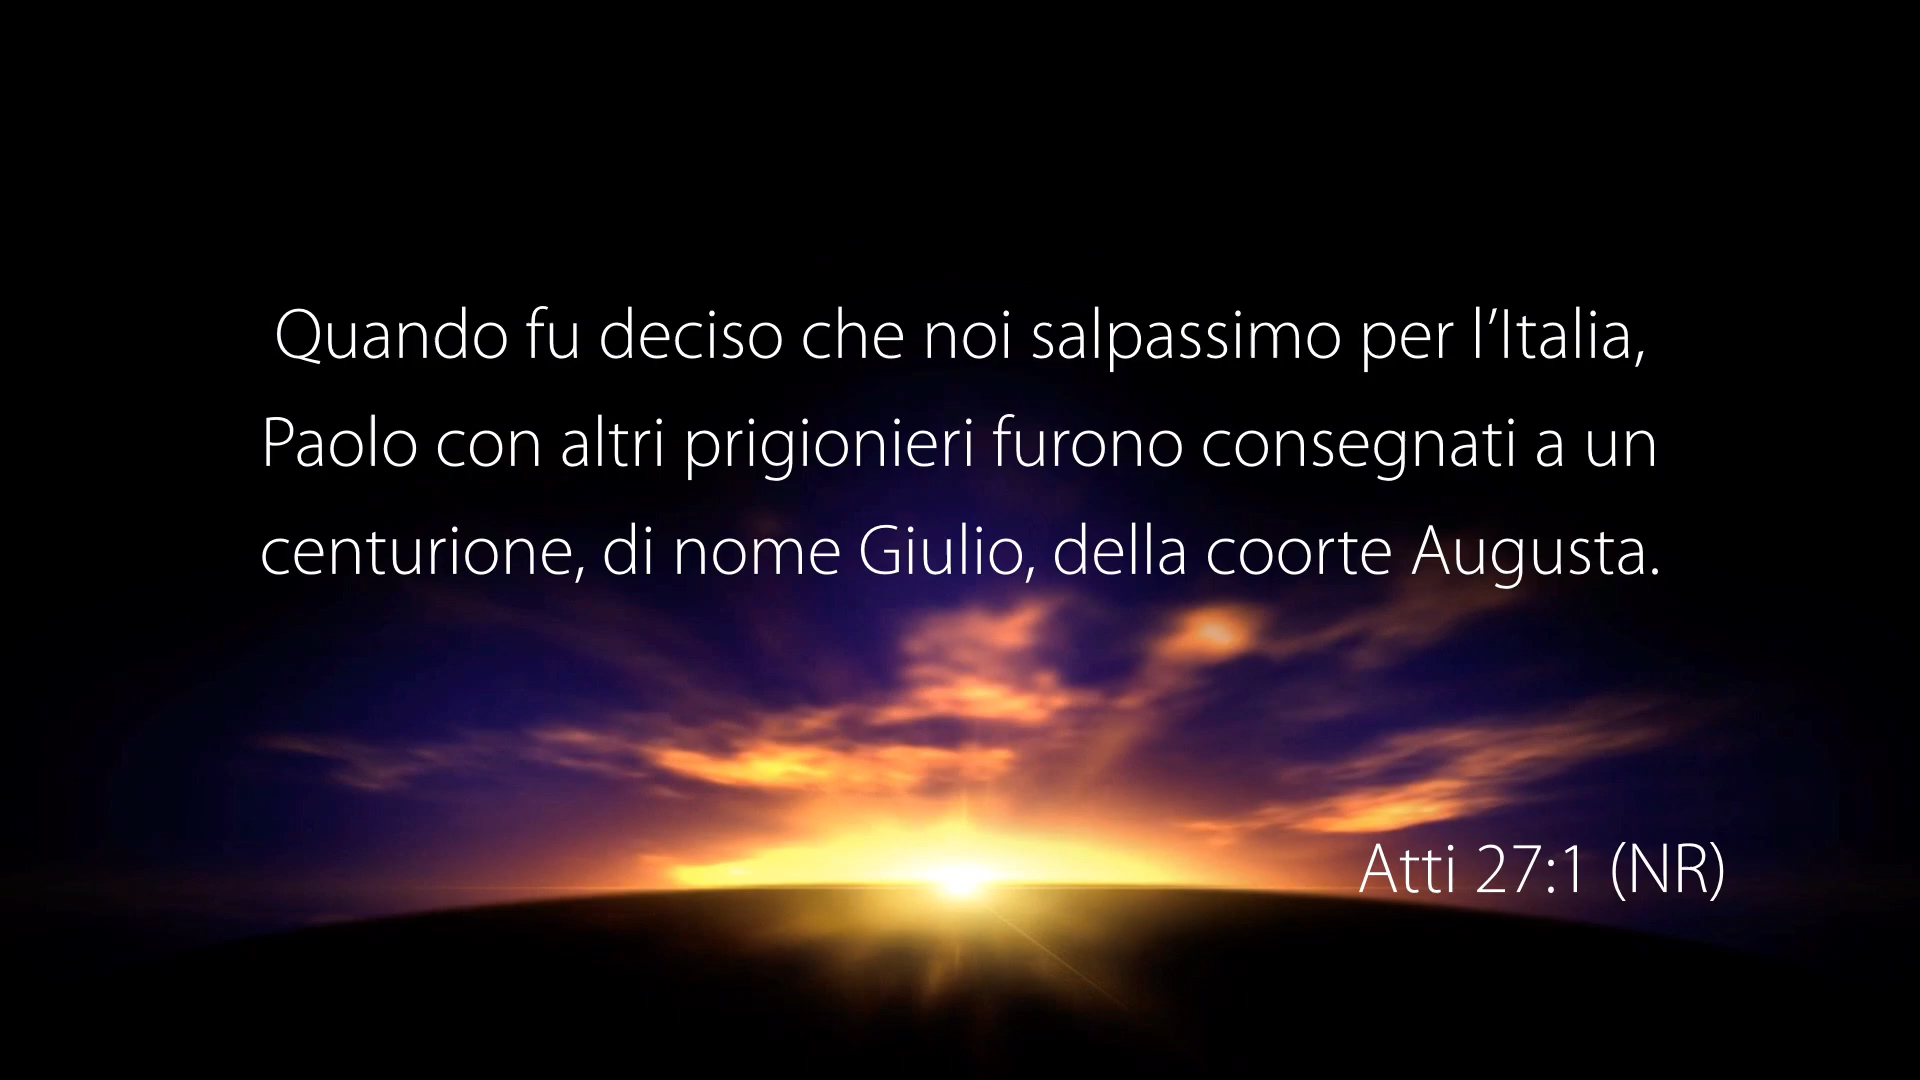 Quando fu deciso che noi salpassimo per l’Italia,
Paolo con altri prigionieri furono consegnati a un
centurione, di nome Giulio, della coorte Augusta.
Atti 27:1 (NR)